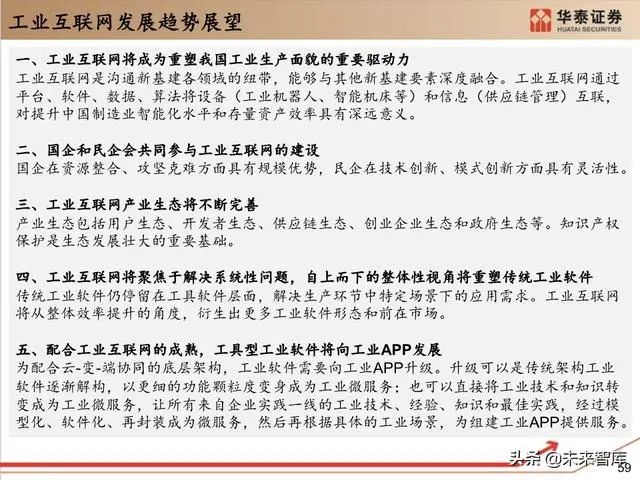 工业互联网发展趋势展望
华泰证券
HUATAI SECURITIES
一、工业互联网将成为重塑我国工业生产面貌的重要驱动力
工业互联网是沟通新基建各领域的纽带，能够与其他新基建要素深度融合。工业互联网通过
平台、软件、数据、算法将设备（工业机器人、智能机床等）和信息（供应链管理）互联，
对提升中国制造业智能化水平和存量资产效率具有深远意义。
二、国企和民企会共同参与工业互联网的建设
国企在资源整合、攻坚克难方面具有规模优势，民企在技术创新、模式创新方面具有灵活性。
三、工业互联网产业生态将不断完善
产业生态包括用户生态、开发者生态、供应链生态、创业企业生态和政府生态等。知识产权
保护是生态发展壮大的重要基础。
四、工业互联网将聚焦于解决系统性问题，自上而下的整体性视角将重塑传统工业软件
传统工业软件仍停留在工具软件层面，解决生产环节中特定场景下的应用需求。工业互联网
将从整体效率提升的角度，衍生出更多工业软件形态和前在市场。
五、配合工业互联网的成熟，工具型工业软件将向工业APP发展
为配合云-变-端协同的底层架构，工业软件需要向工业APP升级。升级可以是传统架构工业
软件逐渐解构，以更细的功能颗粒度变身成为工业微服务；也可以直接将工业技术和知识转
变成为工业微服务，让所有来自企业实践一线的工业技术、经验、知识和最佳实践，经过模
型化、软件化、再封装成为微服务，然后再根据具体的工业场景，为组建工业APP提供服务。
头条@未来智库
59